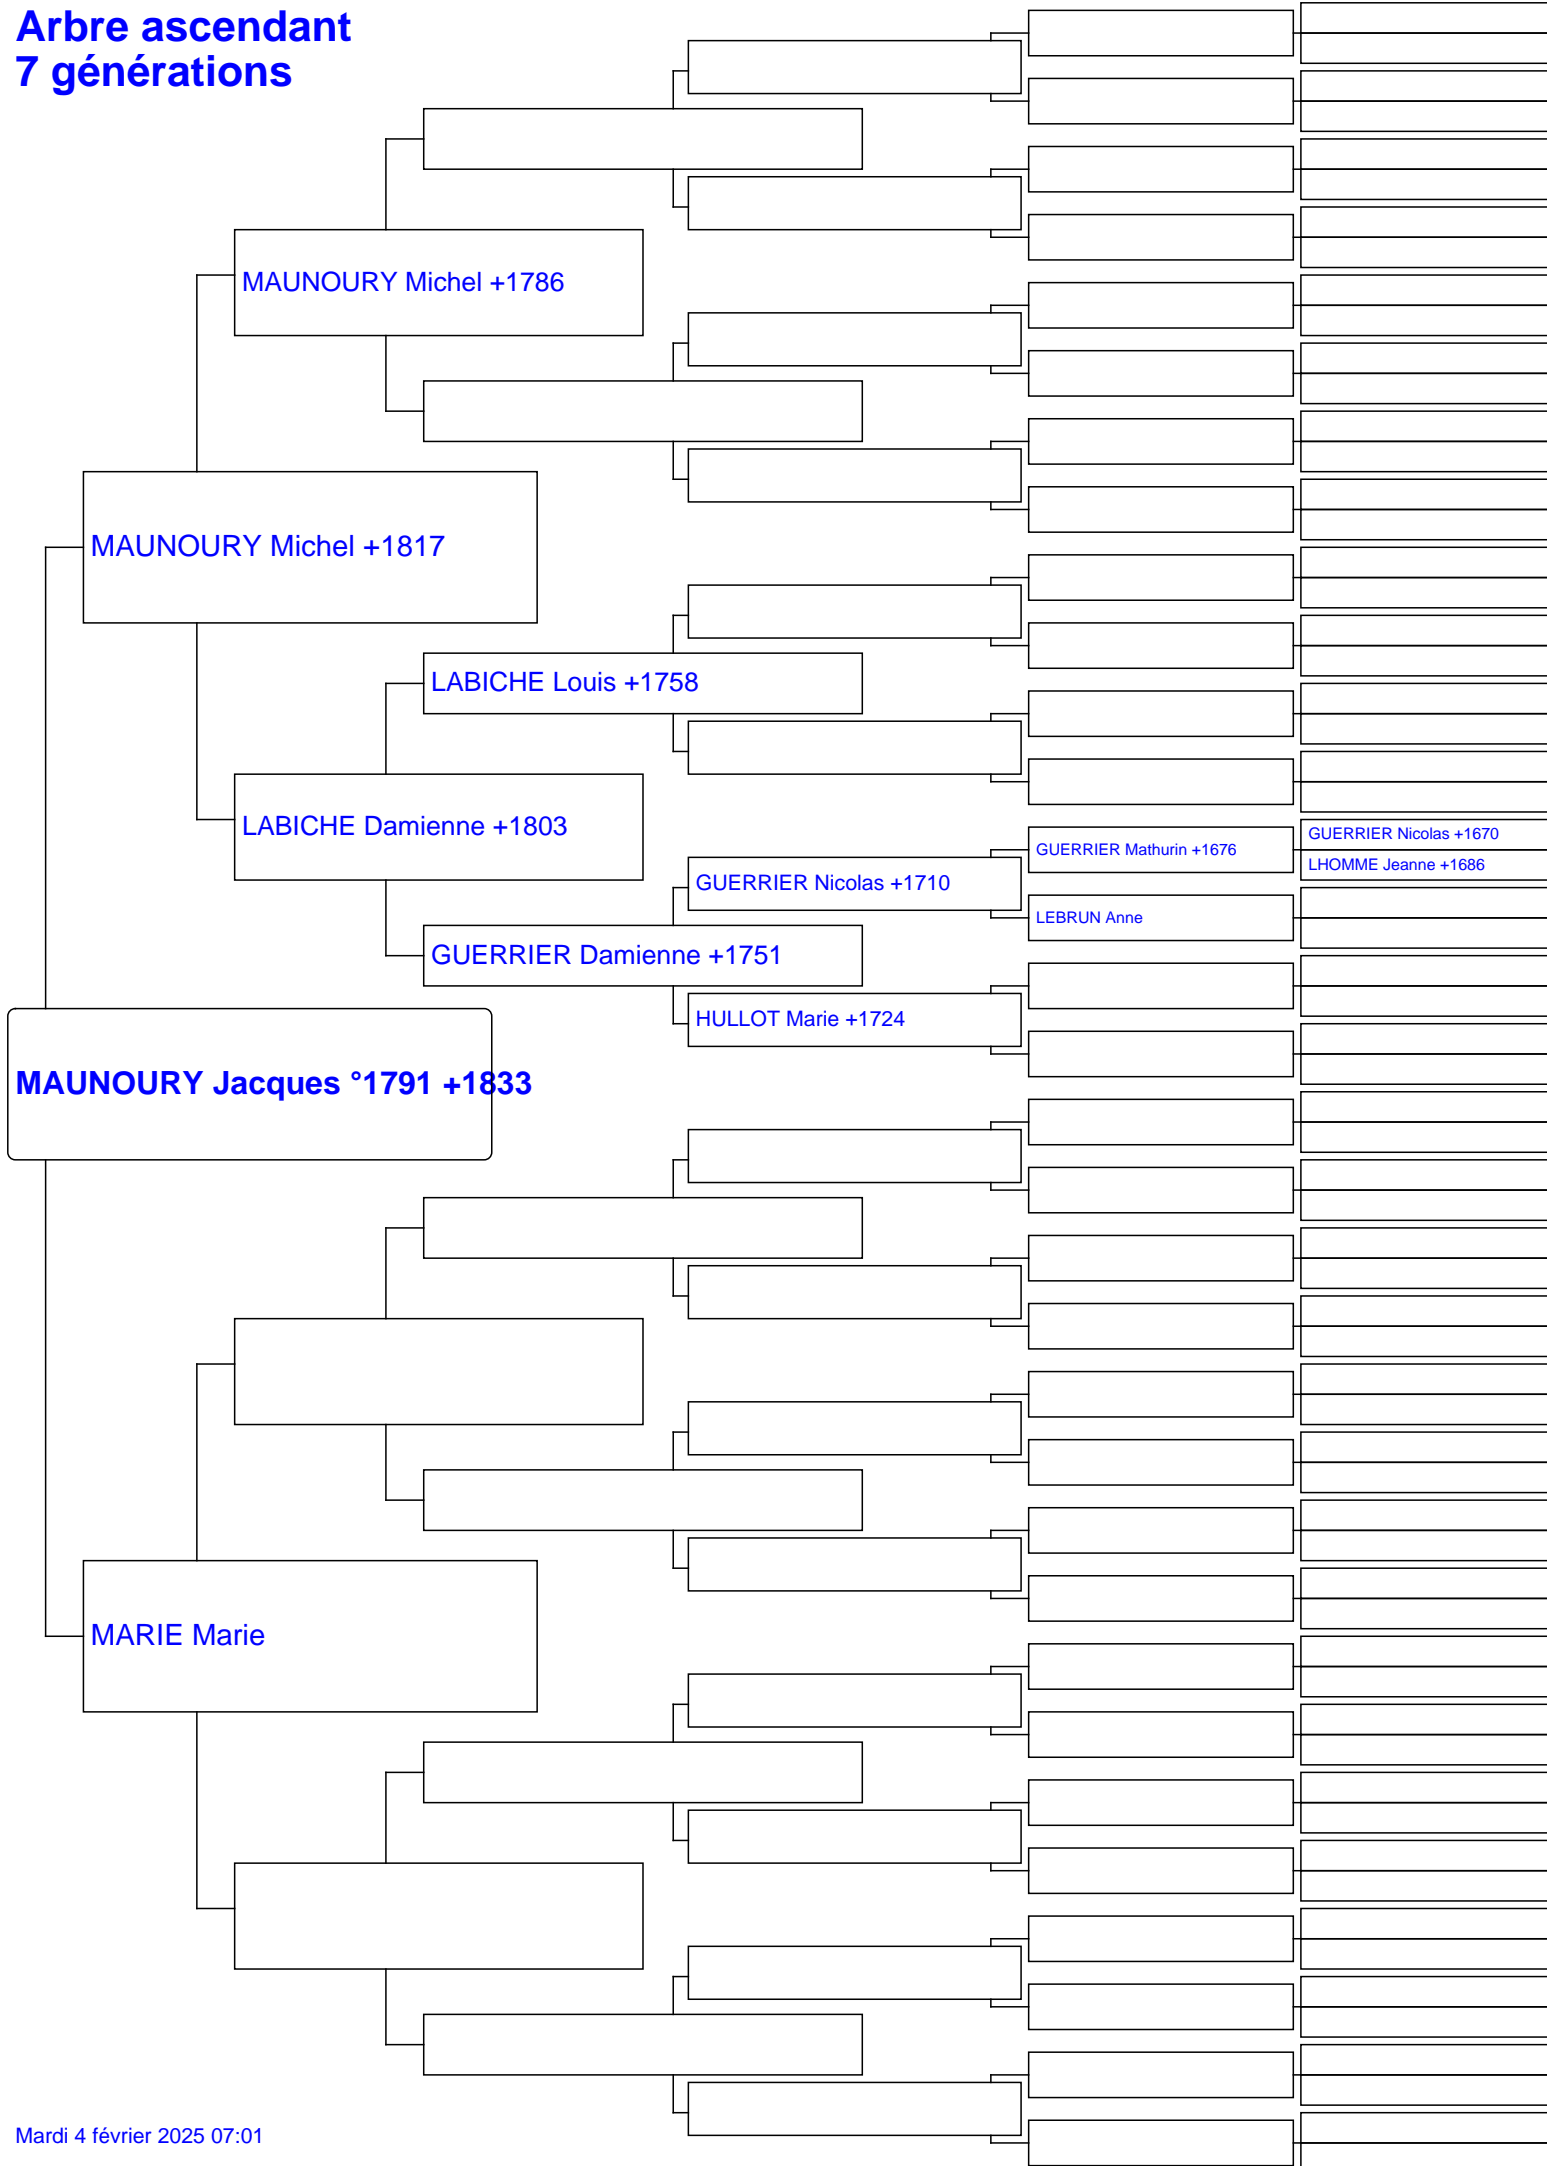 Arbre ascendant
7 générations
MAUNOURY Michel +1786
MAUNOURY Michel +1817
LABICHE Louis +1758
LABICHE Damienne +1803
GUERRIER Nicolas +1670
GUERRIER Mathurin +1676
LHOMME Jeanne +1686
GUERRIER Nicolas +1710
LEBRUN Anne
GUERRIER Damienne +1751
HULLOT Marie +1724
MAUNOURY Jacques °1791 +1833
MARIE Marie
Mardi 4 février 2025 07:01